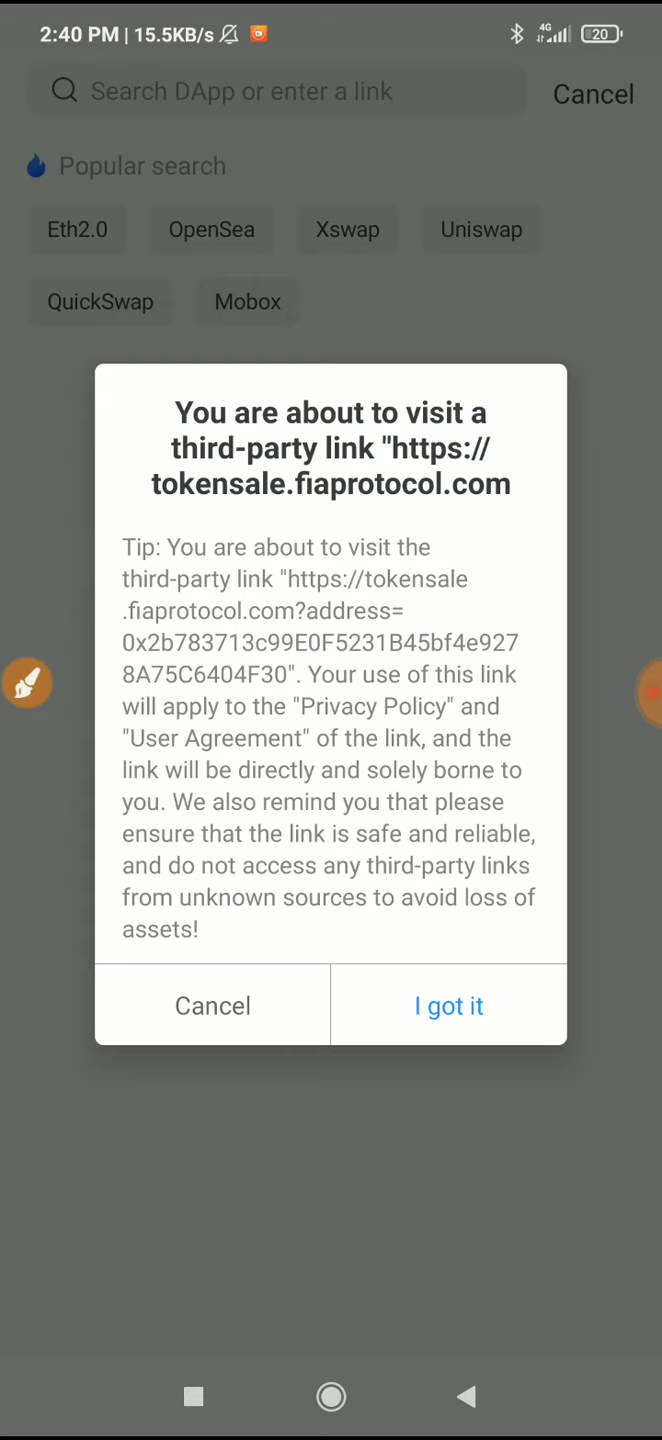 2:40 PM | 15.5KB/s 4G 20
Search DApp or enter a link Cancel
Popular search
Eth2.0 OpenSea Xswap Uniswap
QuickSwap Mobox
You are about to visit a
third-party link "https://
tokensale.fiaprotocol.com
Tip: You are about to visit the
third-party link "https://tokensale
.fiaprotocol.com?address=
0x2b783713c99E0F5231B45bf4e927
8A75C6404F30". Your use of this link
will apply to the "Privacy Policy" and
"User Agreement" of the link, and the
link will be directly and solely borne to
you. We also remind you that please
ensure that the link is safe and reliable,
and do not access any third-party links
from unknown sources to avoid loss of
assets!
Cancel I got it